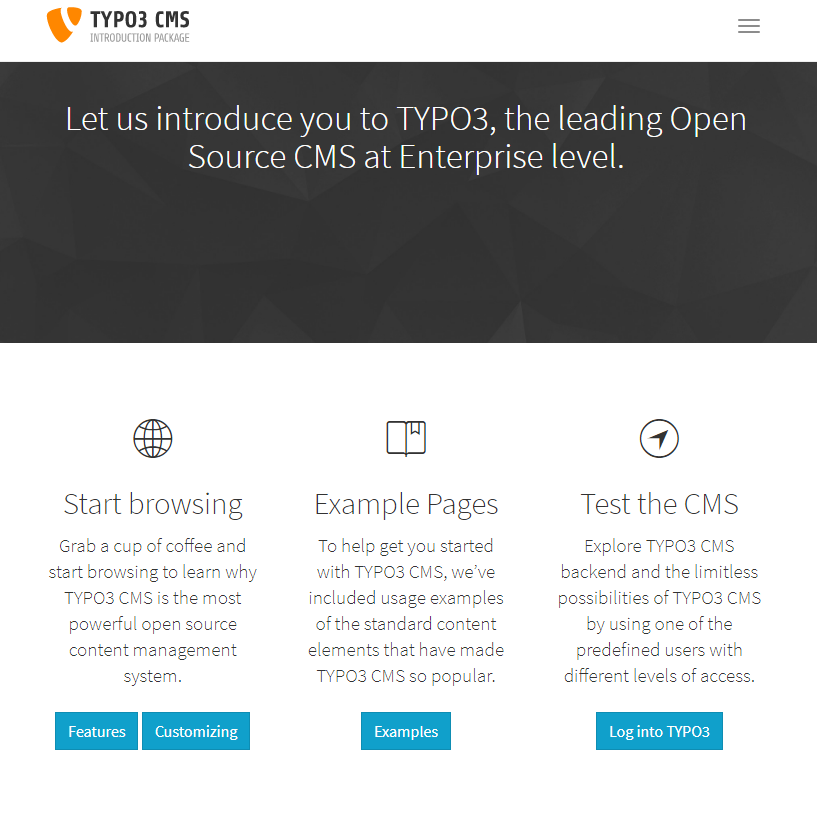 TYPO3 CMS
INTRODUCTION PACKAGE
Let us introduce you to TYPO3, the leading Open
Source CMS at Enterprise level.
Start browsing
Grab a cup of coffee and
start browsing to learn why
TYPO3 CMS is the most
powerful open source
content management
system.
Features
Customizing
Example Pages
To help get you started
with TYPO3 CMS, we’ve
included usage examples
of the standard content
elements that have made
TYPO3 CMS so popular.
Examples
Test the CMS
Explore TYPO3 CMS
backend and the limitless
possibilities of TYPO3 CMS
by using one of the
predefined users with
different levels of access.
Log into TYPO3